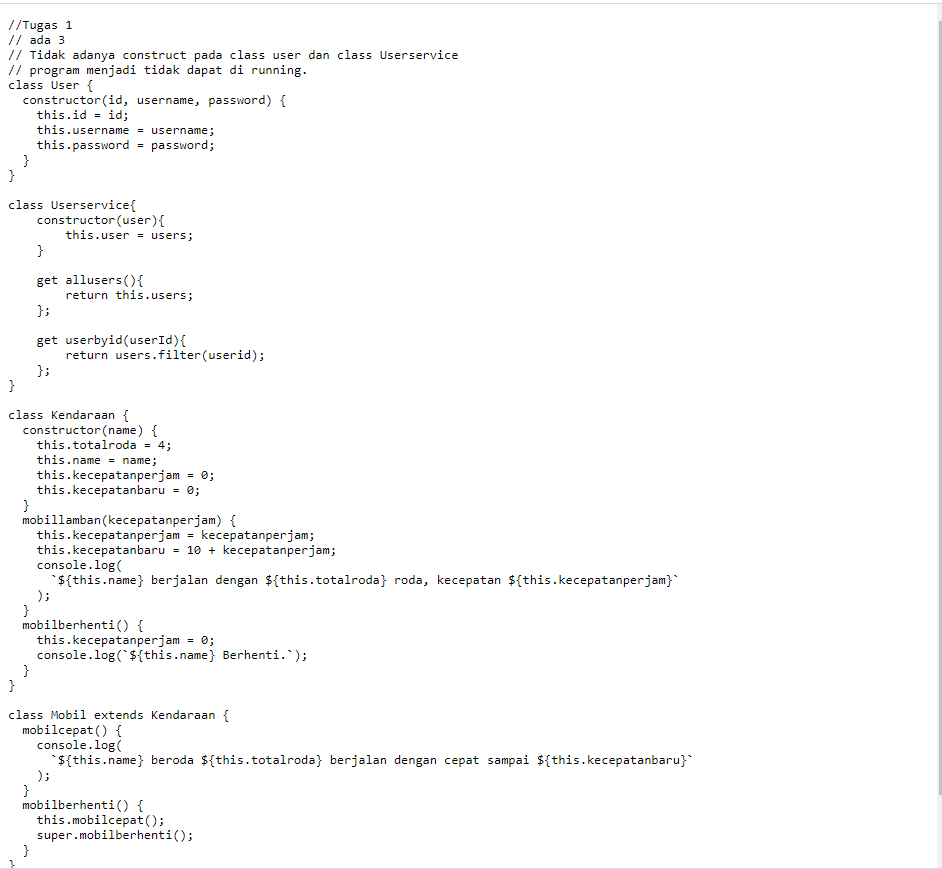 //Tugas 1
// ada 3
// Tidak adanya construct pada class user dan class Userservice
// program menjadi tidak dapat di running.
class User {
  constructor(id, username, password) {
    this.id = id;
    this.username = username;
    this.password = password;
  }
}

class Userservice{
    constructor(user){
        this.user = users;
    }

    get allusers(){
        return this.users;
    };

    get userbyid(userId){
        return users.filter(userid);
    };
}

class Kendaraan {
  constructor(name) {
    this.totalroda = 4;
    this.name = name;
    this.kecepatanperjam = 0;
    this.kecepatanbaru = 0;
  }
  mobillamban(kecepatanperjam) {
    this.kecepatanperjam = kecepatanperjam;
    this.kecepatanbaru = 10 + kecepatanperjam;
    console.log(
      `${this.name} berjalan dengan ${this.totalroda} roda, kecepatan ${this.kecepatanperjam}`
    );
  }
  mobilberhenti() {
    this.kecepatanperjam = 0;
    console.log(`${this.name} Berhenti.`);
  }
}

class Mobil extends Kendaraan {
  mobilcepat() {
    console.log(
      `${this.name} beroda ${this.totalroda} berjalan dengan cepat sampai ${this.kecepatanbaru}`
    );
  }
  mobilberhenti() {
    this.mobilcepat();
    super.mobilberhenti();
  }
}